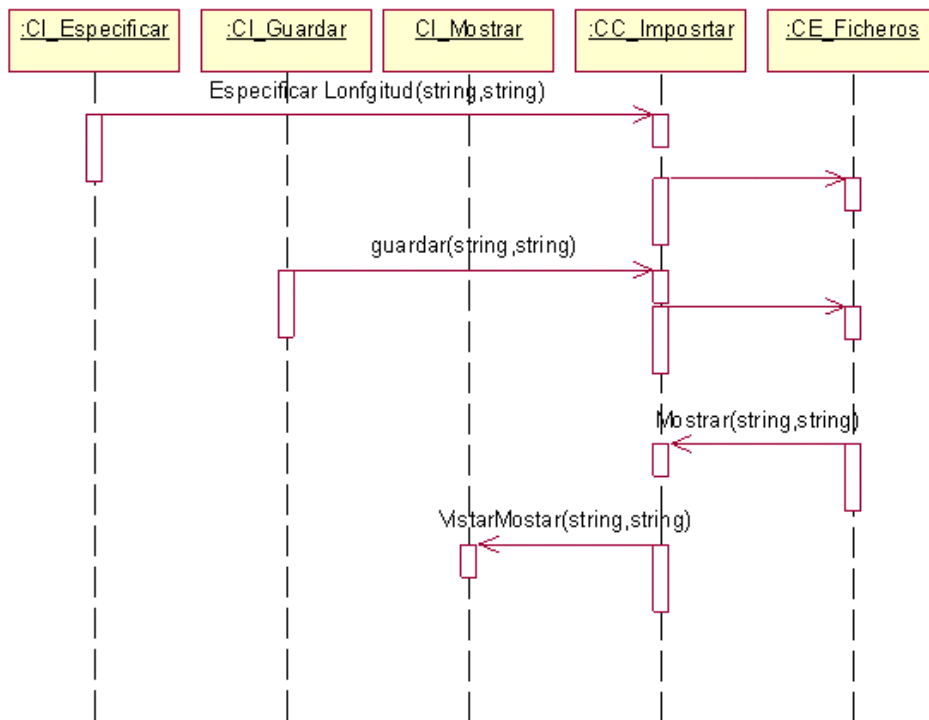 :CI_Especificar
:CI_Guardar
CI_Mostrar
:CC_Imposrtar
:CE_Ficheros
Especificar Lonfgitud(string,string)
guardar(string,string)
Mostrar(string,string)
VistarMostar(string,string)